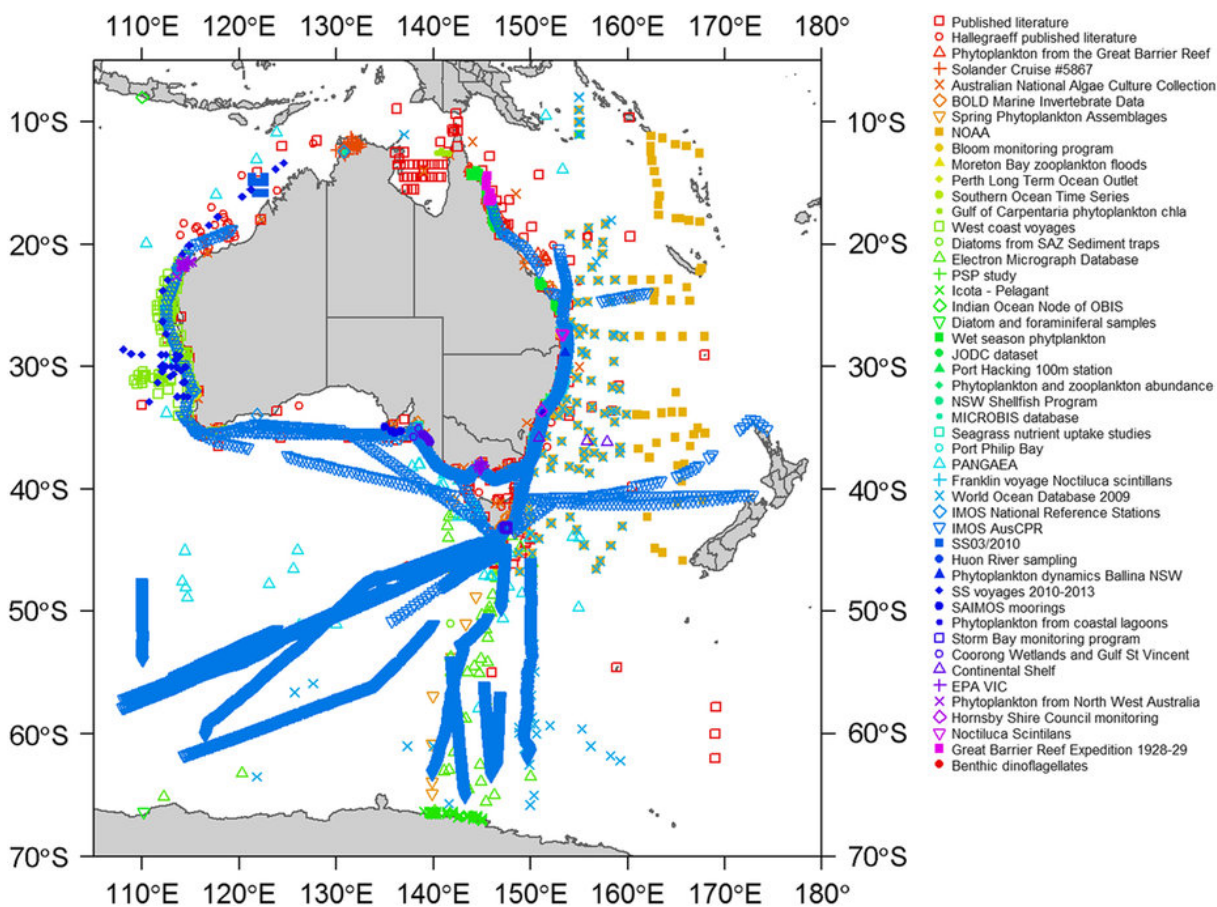 110°E 120°E 130°E 140°E 150°E 160°E 170°E 180°
10°S 10°S
20°S 20°S
30°S 30°S
40°S 40°S
50°S 50°S
60°S 60°S
70°S 70°S
110°E 120°E 130°E 140°E 150°E 160°E 170°E 180°
Published literature
Hallegraeff published literature
Phytoplankton from the Great Barrier Reef
Solander Cruise #5867
Australian National Algae Culture Collection
BOLD Marine Invertebrate Data
Spring Phytoplankton Assemblages
NOAA
Bloom monitoring program
Moreton Bay zooplankton floods
Perth Long Term Ocean Outlet
Southern Ocean Time Series
Gulf of Carpentaria phytoplankton chla
West coast voyages
Diatoms from SAZ Sediment traps
Electron Micrograph Database
PSP study
Icota - Pelagant
Indian Ocean Node of OBIS
Diatom and foraminiferal samples
Wet season phytplankton
JODC dataset
Port Hacking 100m station
Phytoplankton and zooplankton abundance
NSW Shellfish Program
MICROBIS database
Seagrass nutrient uptake studies
Port Philip Bay
PANGAEA
Franklin voyage Noctiluca scintillans
World Ocean Database 2009
IMOS National Reference Stations
IMOS AusCPR
SS03/2010
Huon River sampling
Phytoplankton dynamics Ballina NSW
SS voyages 2010-2013
SAIMOS moorings
Phytoplankton from coastal lagoons
Storm Bay monitoring program
Coorong Wetlands and Gulf St Vincent
Continental Shelf
EPA VIC
Phytoplankton from North West Australia
Hornsby Shire Council monitoring
Noctiluca Scintilans
Great Barrier Reef Expedition 1928-29
Benthic dinoflagellates